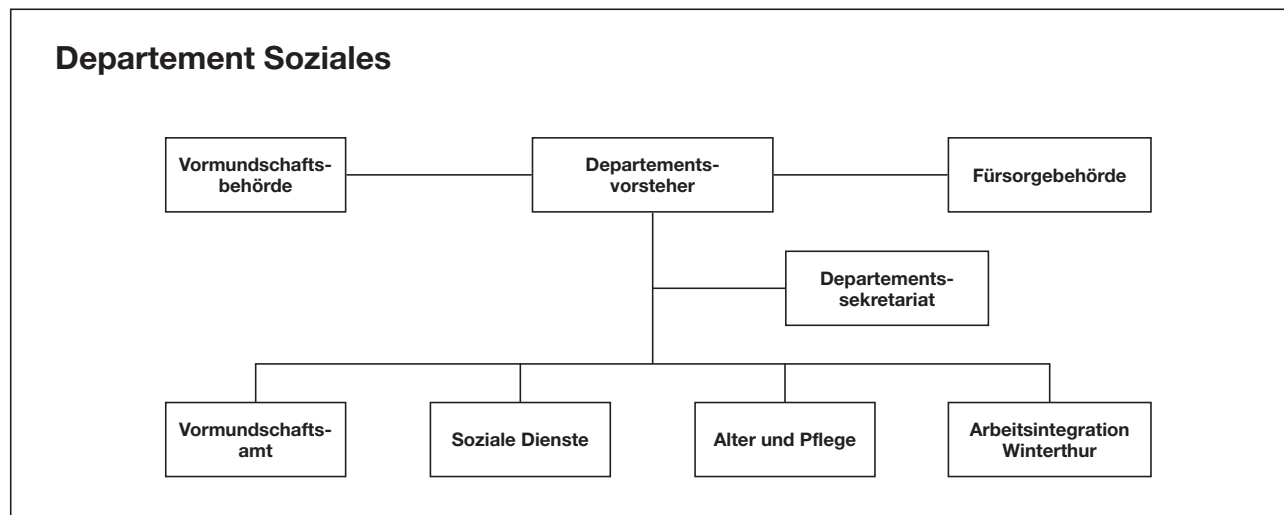 Departement Soziales
Vormundschafts-
behörde
Departements-
vorsteher
Fürsorgebehörde
Departements-
sekretariat
Vormundschafts-
amt
Soziale Dienste
Alter und Pflege
Arbeitsintegration
Winterthur